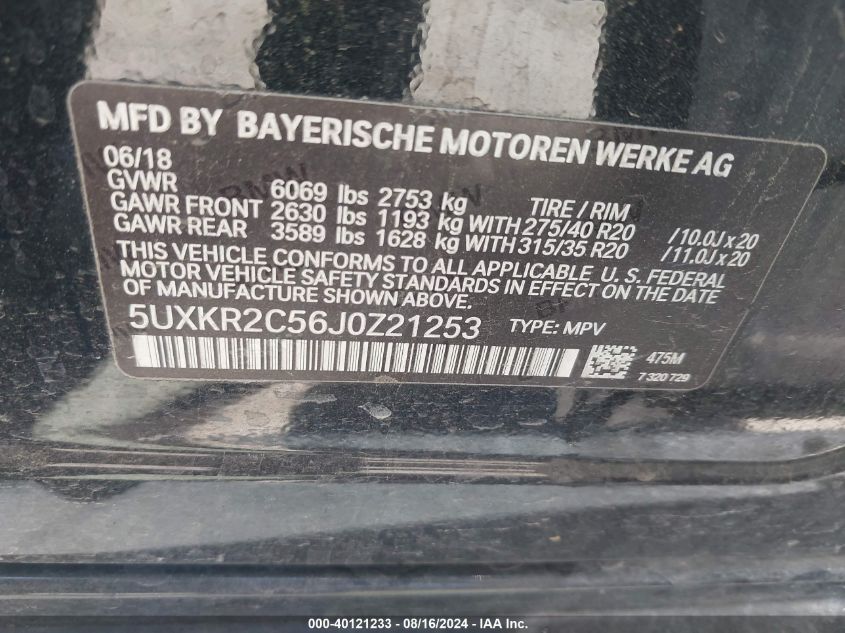 MFD BY BAYERISCHE MOTOREN WERKE AG
06/18
GVWR 6069 lbs 2753 kg TIRE / RIM
GAWR FRONT 2630 lbs 1193 kg WITH 275/40 R20 /10.0J x 20
GAWR REAR 3589 lbs 1628 kg WITH 315/35 R20 /11.0J x 20
THIS VEHICLE CONFORMS TO ALL APPLICABLE U. S. FEDERAL
MOTOR VEHICLE SAFETY STANDARDS IN EFFECT ON THE DATE
OF MANUFACTURE SHOWN ABOVE.
5UXKR2C56J0Z21253 TYPE: MPV
475M
7 320 729
000-40121233 - 08/16/2024 - IAA Inc.